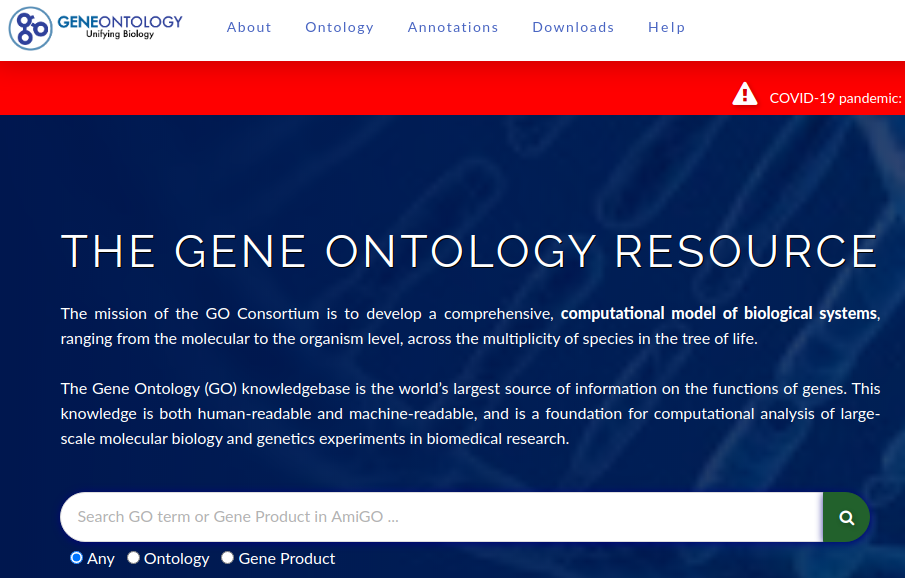 go GENEONTOLOGY
Unifying Biology
About Ontology Annotations Downloads Help
COVID-19 pandemic:
THE GENE ONTOLOGY RESOURCE
The mission of the GO Consortium is to develop a comprehensive, computational model of biological systems,
ranging from the molecular to the organism level, across the multiplicity of species in the tree of life.
The Gene Ontology (GO) knowledgebase is the world's largest source of information on the functions of genes. This
knowledge is both human-readable and machine-readable, and is a foundation for computational analysis of large-
scale molecular biology and genetics experiments in biomedical research.
Search GO term or Gene Product in AmiGO ...
Any Ontology Gene Product